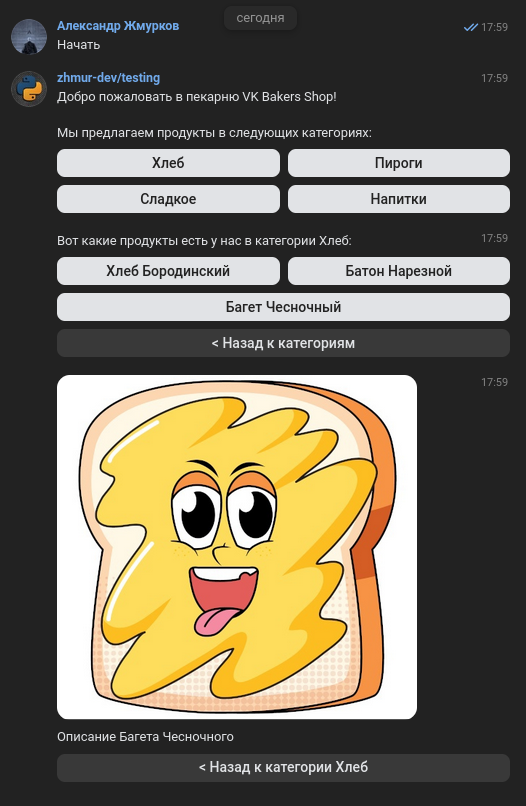 сегодня
Александр Жмурков 17:59
Начать
zhmur-dev/testing 17:59
Добро пожаловать в пекарню VK Bakers Shop!
Мы предлагаем продукты в следующих категориях:
Хлеб Пироги
Сладкое Напитки
Вот какие продукты есть у нас в категории Хлеб: 17:59
Хлеб Бородинский Батон Нарезной
Багет Чесночный
< Назад к категориям
17:59
Описание Багета Чесночного
< Назад к категории Хлеб